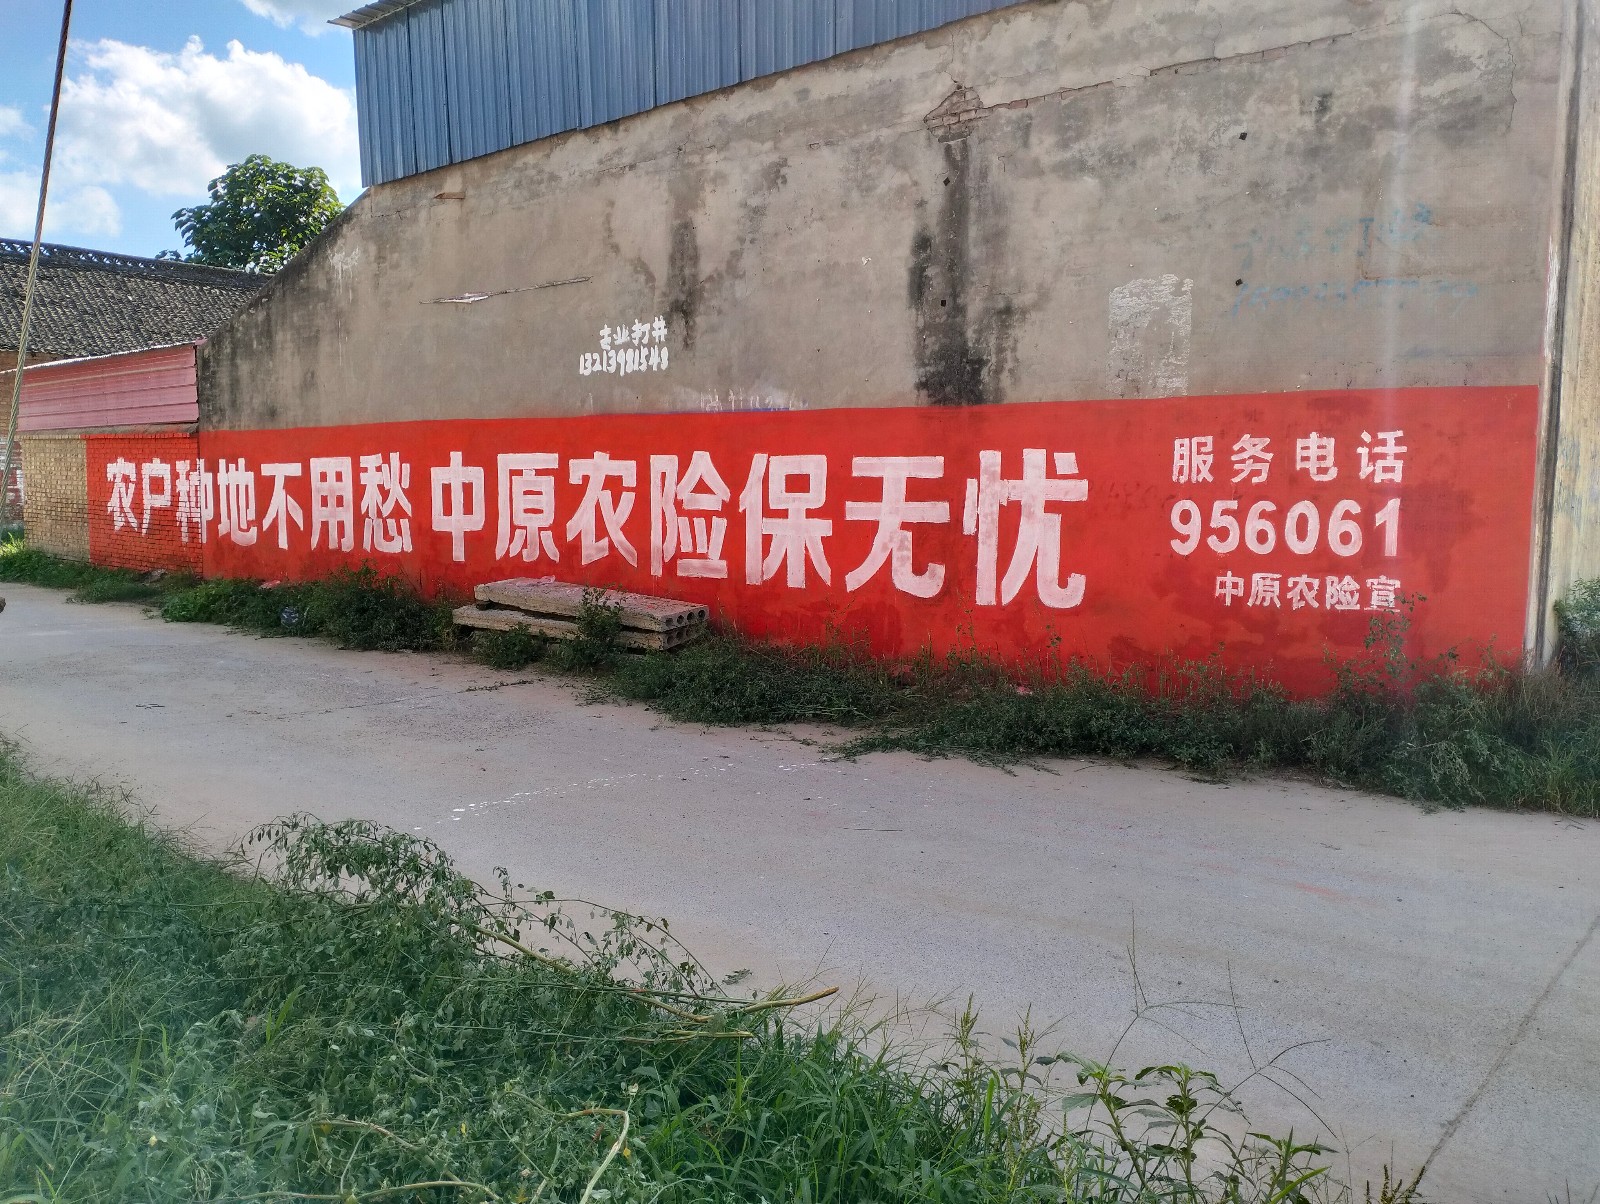 专业打井
13213981548
农户种地不用愁 中原农险保无忧
服务电话
956061
中原农险宣